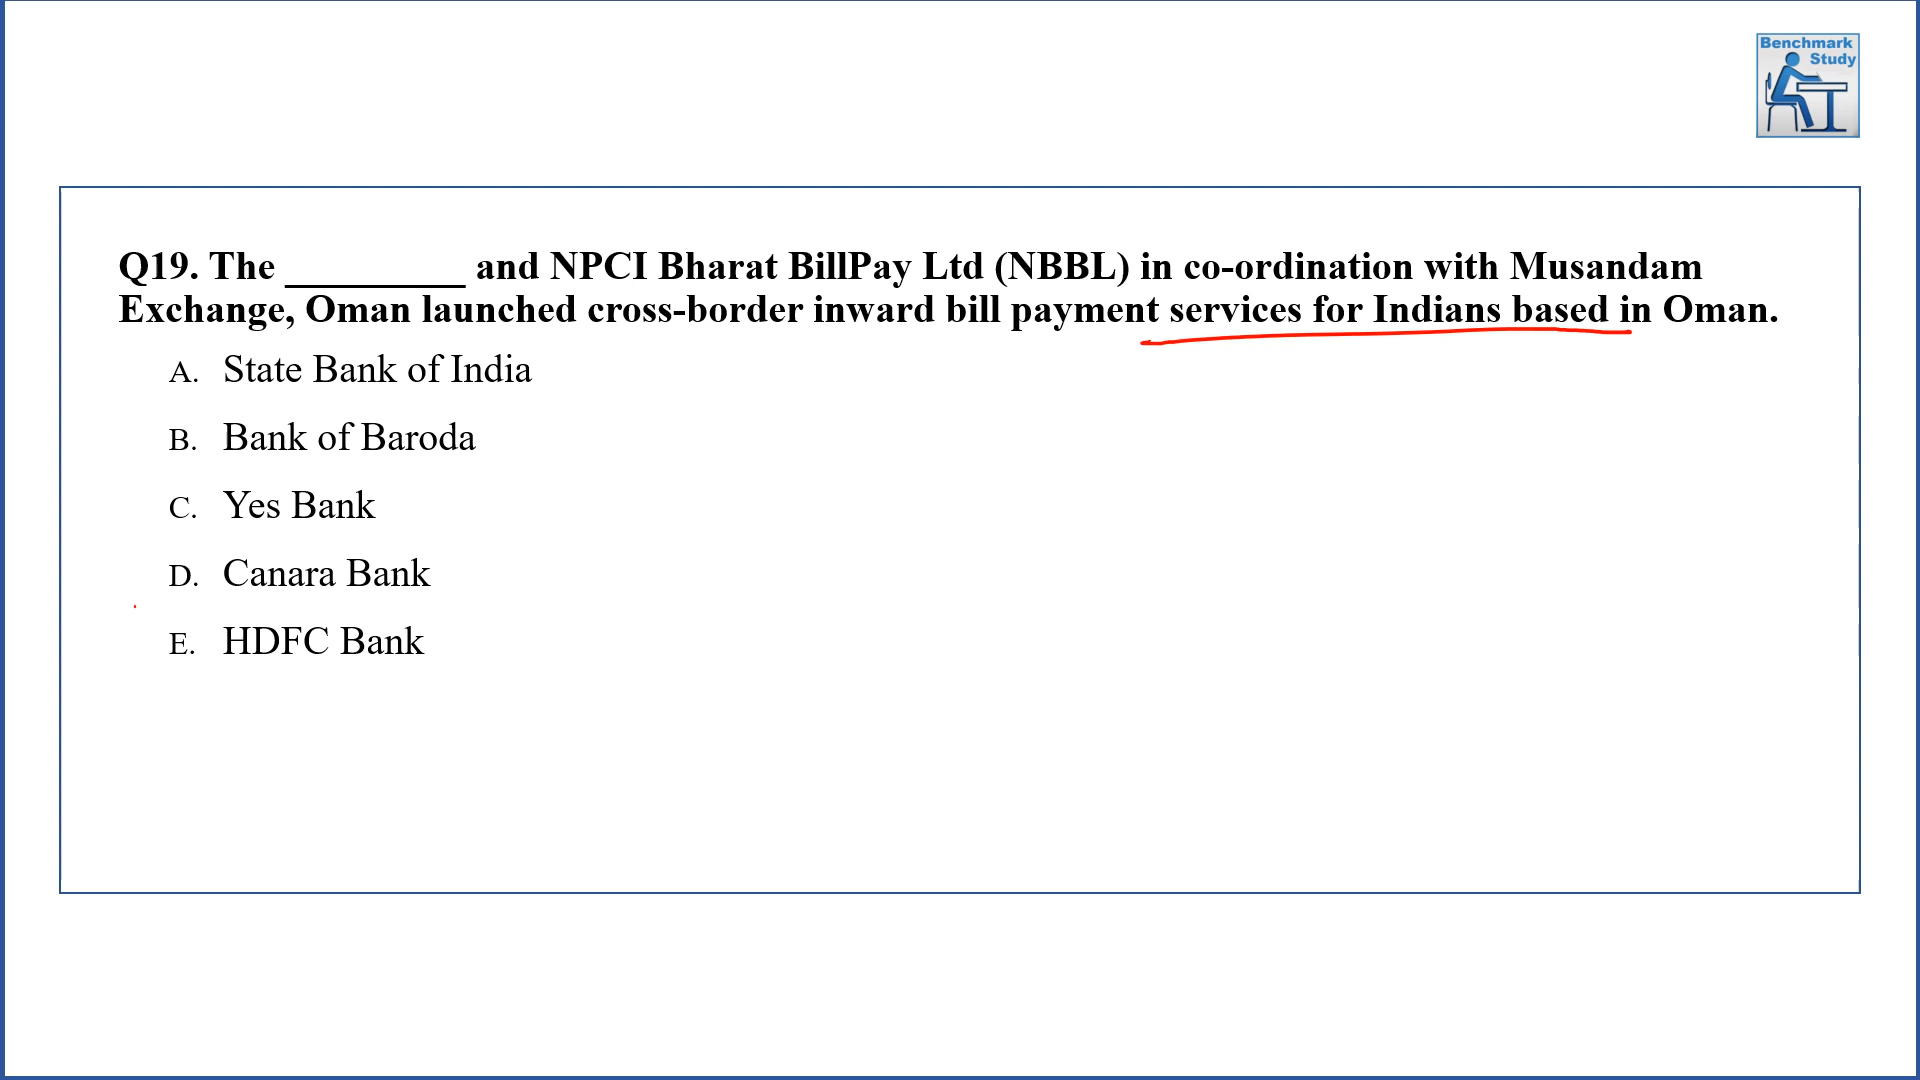 Benchmark
Study
Q19. The _________ and NPCI Bharat BillPay Ltd (NBBL) in co-ordination with Musandam
Exchange, Oman launched cross-border inward bill payment services for Indians based in Oman.
A. State Bank of India
B. Bank of Baroda
C. Yes Bank
D. Canara Bank
E. HDFC Bank